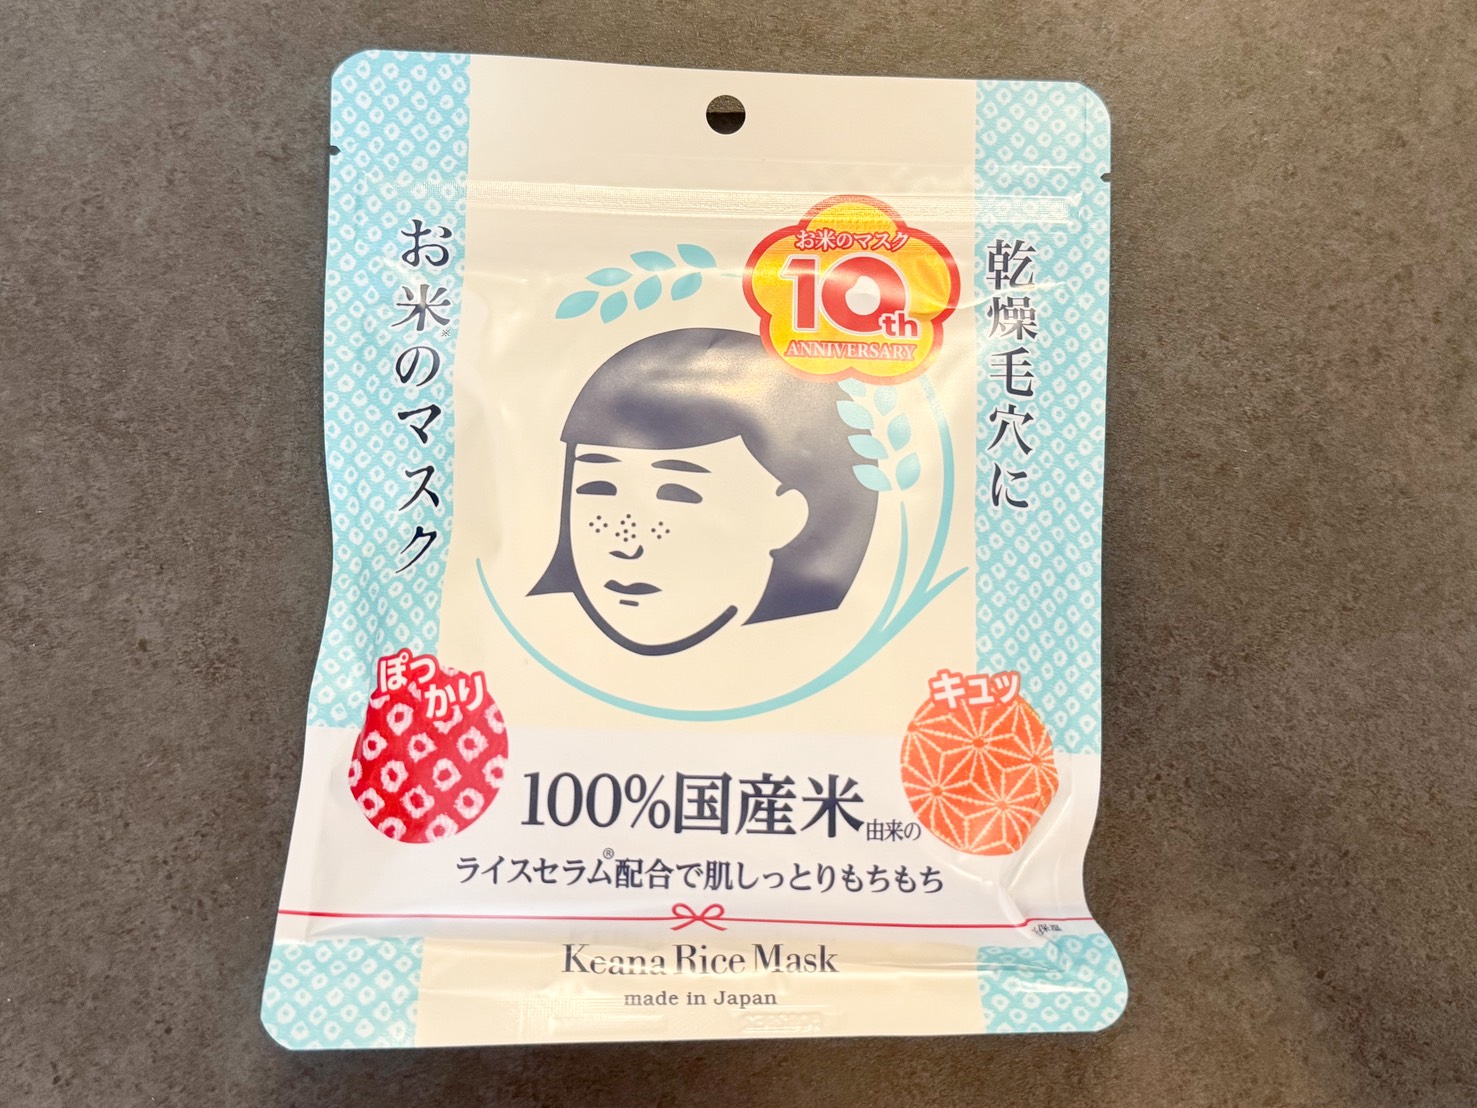 お米のマスク
10th
ANNIVERSARY
乾燥毛穴に
お米※のマスク
ぽっかり
キュッ
100%国産米由来の
ライスセラム®配合で肌しっとりもちもち
※保湿
Keana Rice Mask
made in Japan